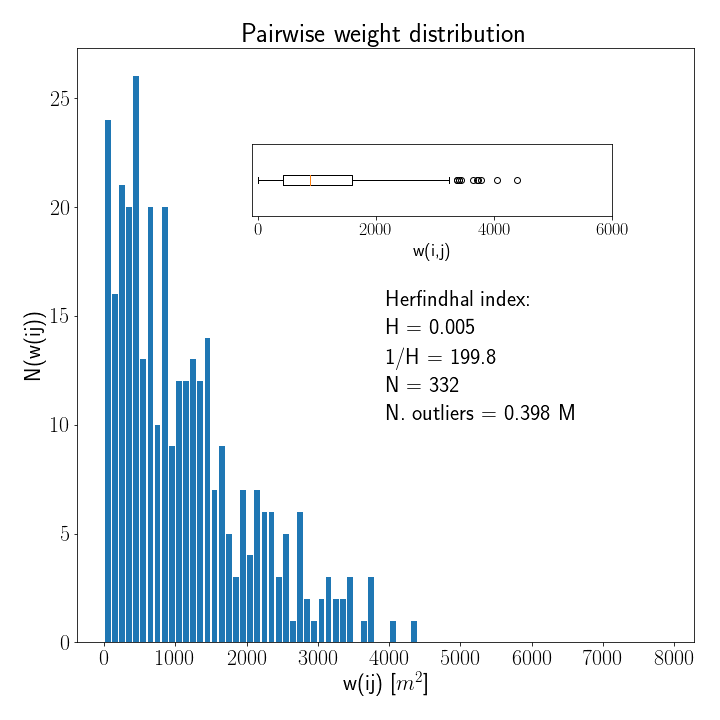 Pairwise weight distribution
N(w(ij))
25
20
15
10
5
0
0 2000 4000 6000
w(i,j)
Herfindhal index:
H = 0.005
1/H = 199.8
N = 332
N. outliers = 0.398 M
0 1000 2000 3000 4000 5000 6000 7000 8000
w(ij) [m²]